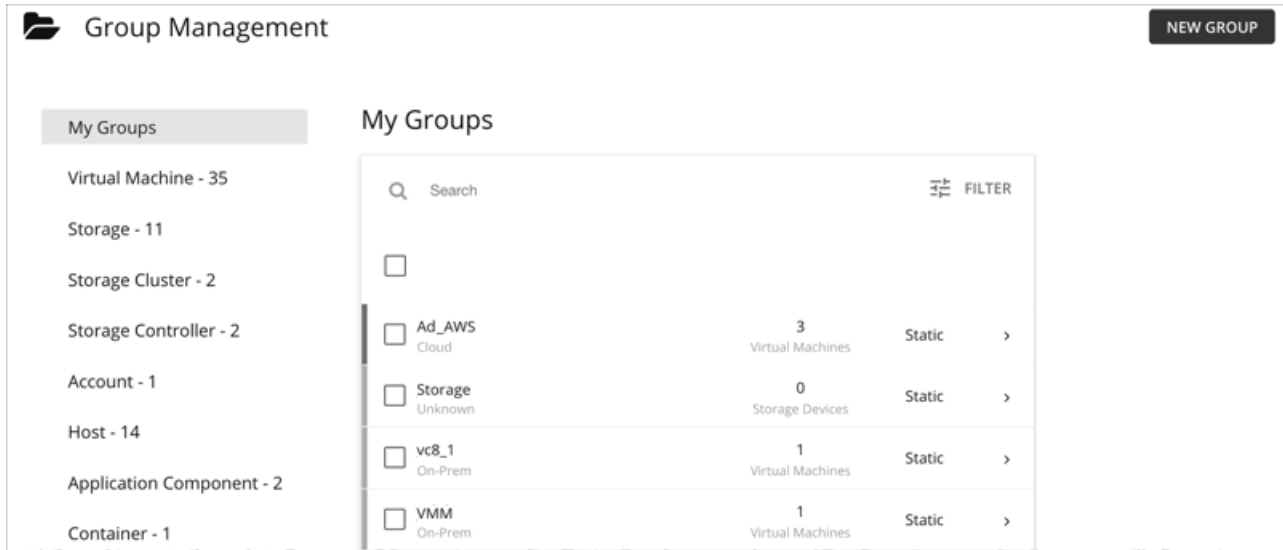 Group Management
NEW GROUP
My Groups
Virtual Machine - 35
Storage - 11
Storage Cluster - 2
Storage Controller - 2
Account - 1
Host - 14
Application Component - 2
Container - 1
My Groups
Search
FILTER
Ad_AWS
Cloud
3
Virtual Machines
Static
Storage
Unknown
0
Storage Devices
Static
vc8_1
On-Prem
1
Virtual Machines
Static
VMM
On-Prem
1
Virtual Machines
Static